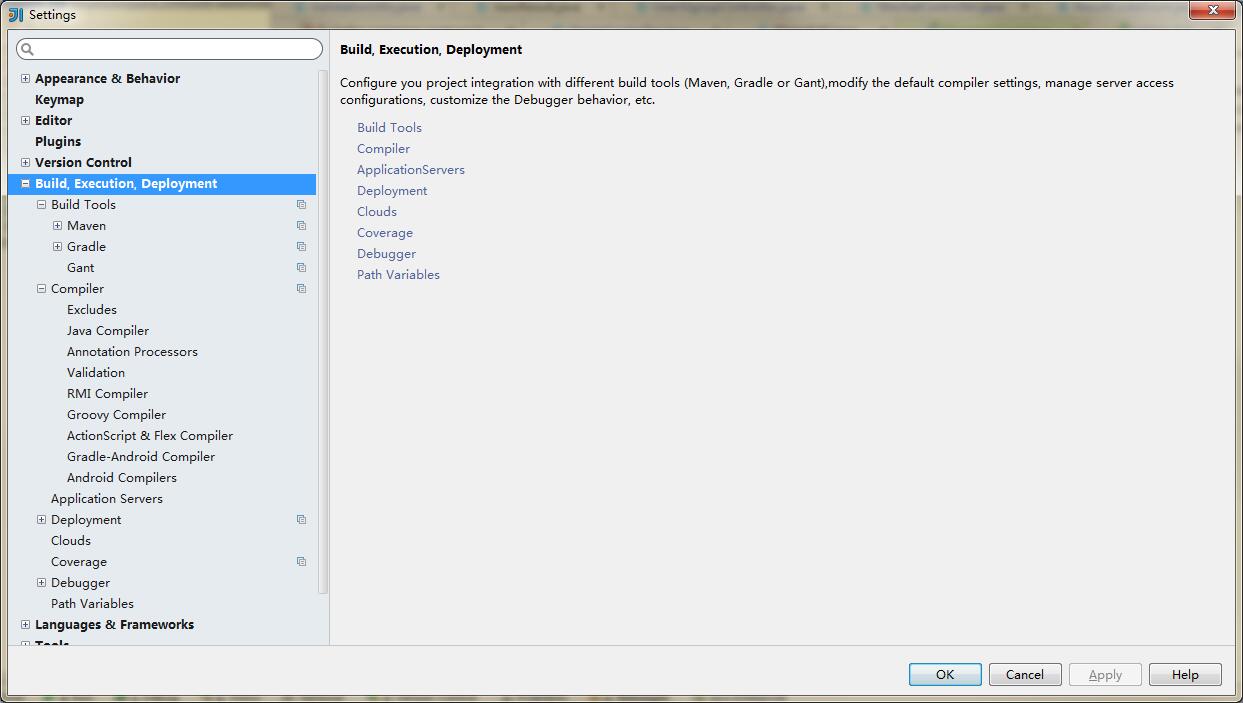 Settings
Appearance & Behavior
Keymap
Editor
Plugins
Version Control
Build, Execution, Deployment
Build Tools
Maven
Gradle
Gant
Compiler
Excludes
Java Compiler
Annotation Processors
Validation
RMI Compiler
Groovy Compiler
ActionScript & Flex Compiler
Gradle-Android Compiler
Android Compilers
Application Servers
Deployment
Clouds
Coverage
Debugger
Path Variables
Languages & Frameworks
Tools
Build, Execution, Deployment
Configure you project integration with different build tools (Maven, Gradle or Gant),modify the default compiler settings, manage server access
configurations, customize the Debugger behavior, etc.
Build Tools
Compiler
ApplicationServers
Deployment
Clouds
Coverage
Debugger
Path Variables
OK
Cancel
Apply
Help